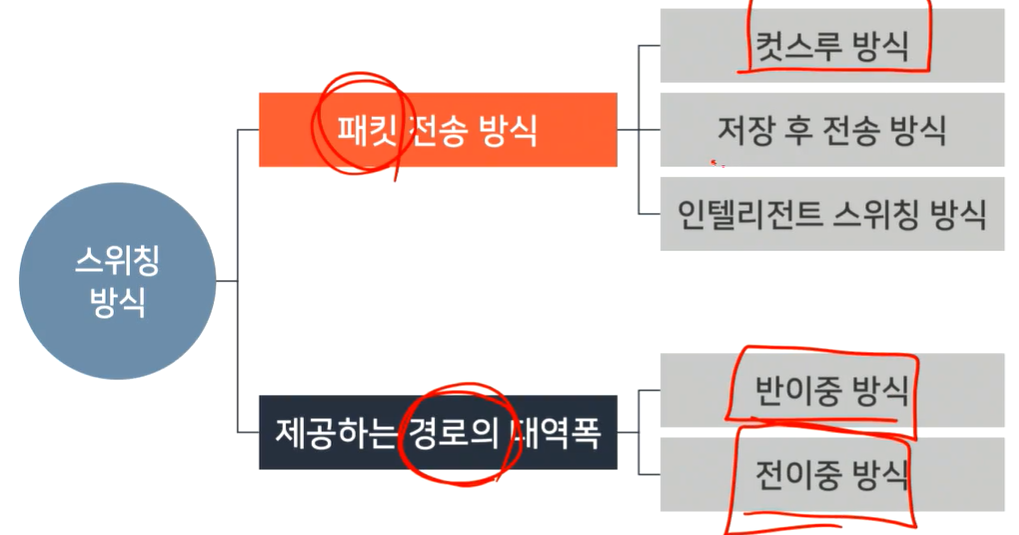 스위칭
방식
패킷 전송 방식
컷스루 방식
저장 후 전송 방식
인텔리전트 스위칭 방식
제공하는 경로의 대역폭
반이중 방식
전이중 방식